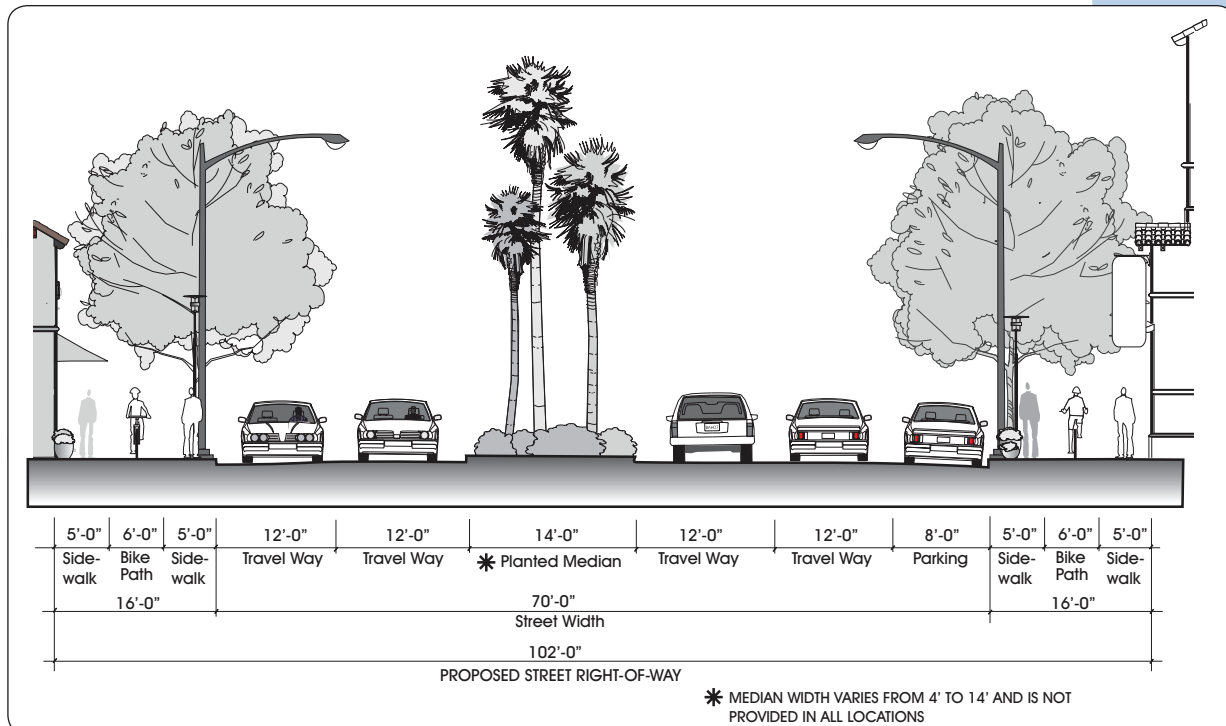 5'-0" 6'-0" 5'-0" 12'-0" 12'-0" 14'-0" 12'-0" 12'-0" 8'-0" 5'-0" 6'-0" 5'-0"
Side-walk Bike Path Side-walk Travel Way Travel Way ✱ Planted Median Travel Way Travel Way Parking Side-walk Bike Path Side-walk
16'-0" 70'-0" 16'-0"
Street Width
102'-0"
PROPOSED STREET RIGHT-OF-WAY
✱ MEDIAN WIDTH VARIES FROM 4' TO 14' AND IS NOT
PROVIDED IN ALL LOCATIONS